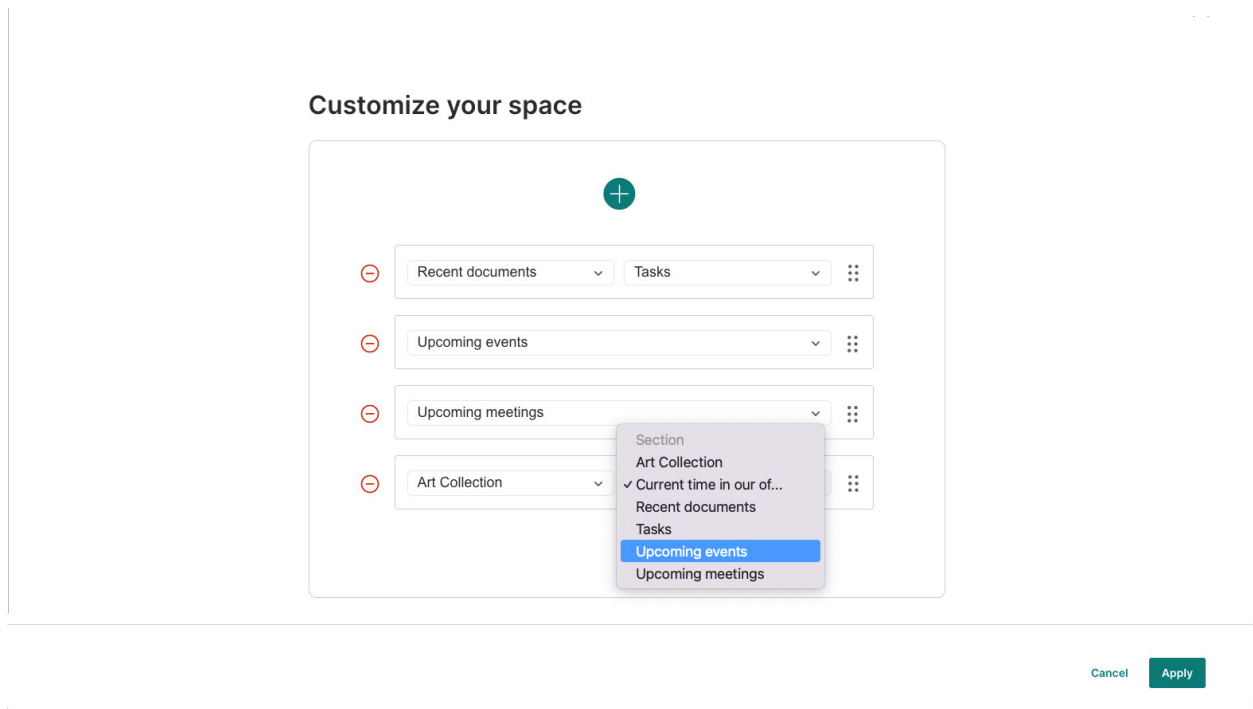 Customize your space
Recent documents Tasks
Upcoming events
Upcoming meetings
Section
Art Collection
Art Collection ✓ Current time in our of...
Recent documents
Tasks
Upcoming events
Upcoming meetings
Cancel Apply